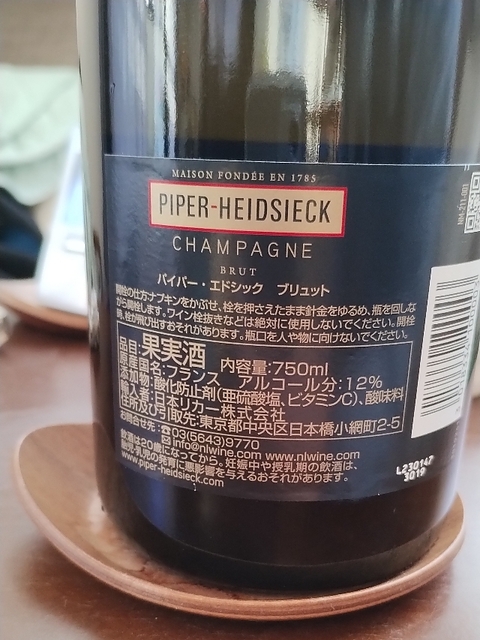 MAISON FONDÉE EN 1785
PIPER-HEIDSIECK
CHAMPAGNE
BRUT
パイパー・エドシック ブリュット
開栓の仕方:ナプキンをかぶせ、栓を押さえたまま針金をゆるめ、瓶を回しな
がら開栓します。ワイン栓抜きなどは絶対に使用しないでください。開栓
時、栓が飛び出すおそれがあります。瓶口を人や物に向けないでください。
品目:果実酒 内容量:750ml
原産国名:フランス アルコール分:12%
添加物:酸化防止剤(亜硫酸塩、ビタミンC)、酸味料
輸入者:日本リカー株式会社
住所及び引取先:東京都中央区日本橋小網町2-5
お問合せ先:☎03(5643)9770
✉info@nlwine.com www.nlwine.com
飲酒は20歳になってから。妊娠中や授乳期の飲酒は、
胎児・乳児の発育に悪影響を与えるおそれがあります。
www.piper-heidsieck.com
L230147
3019